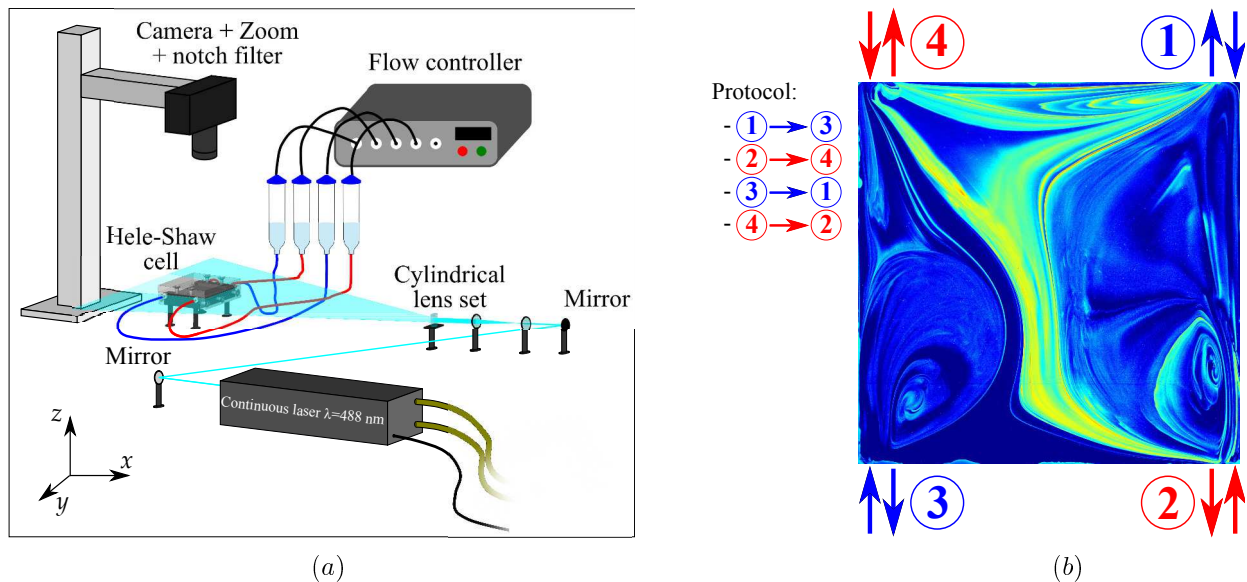 Camera + Zoom
+ notch filter
Flow controller
Hele-Shaw
cell
Cylindrical
lens set
Mirror
Mirror
Continuous laser λ=488 nm
z
x
y
(a)
4
1
Protocol:
- 1 → 3
- 2 → 4
- 3 → 1
- 4 → 2
3
2
(b)